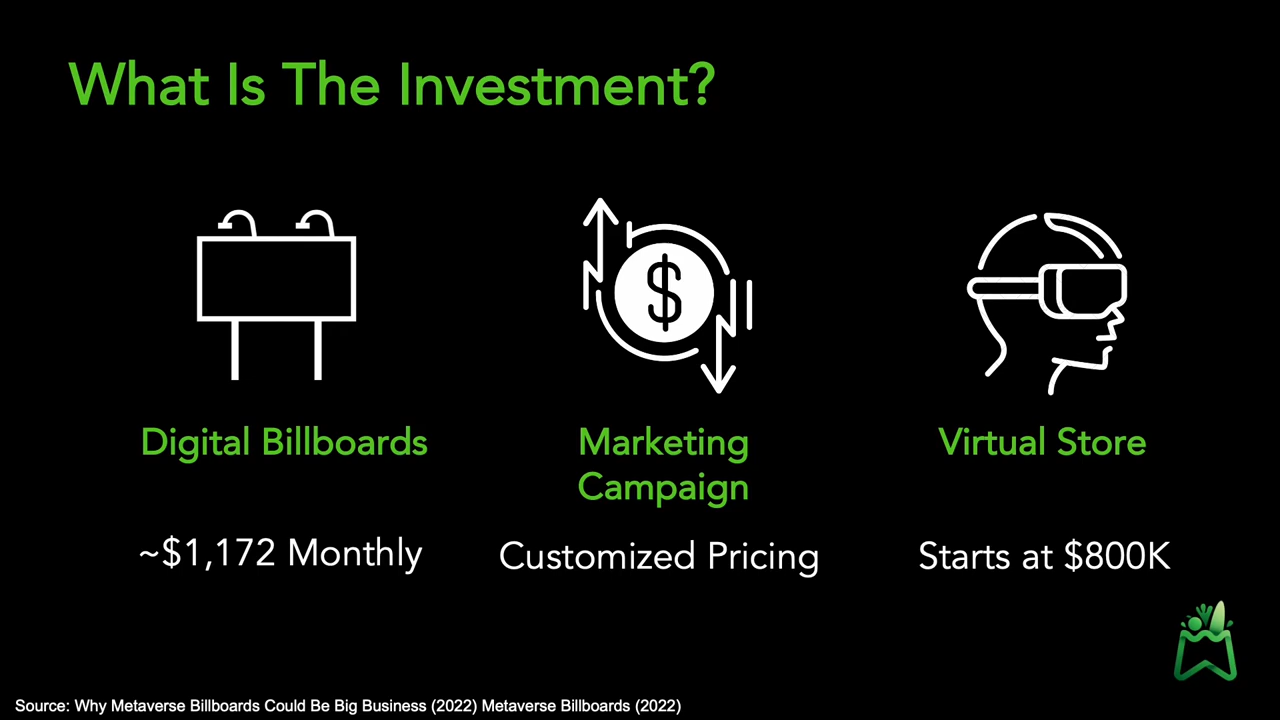 What Is The Investment?
$
Digital Billboards
Marketing
Campaign
Virtual Store
~$1,172 Monthly
Customized Pricing
Starts at $800K
Source: Why Metaverse Billboards Could Be Big Business (2022) Metaverse Billboards (2022)